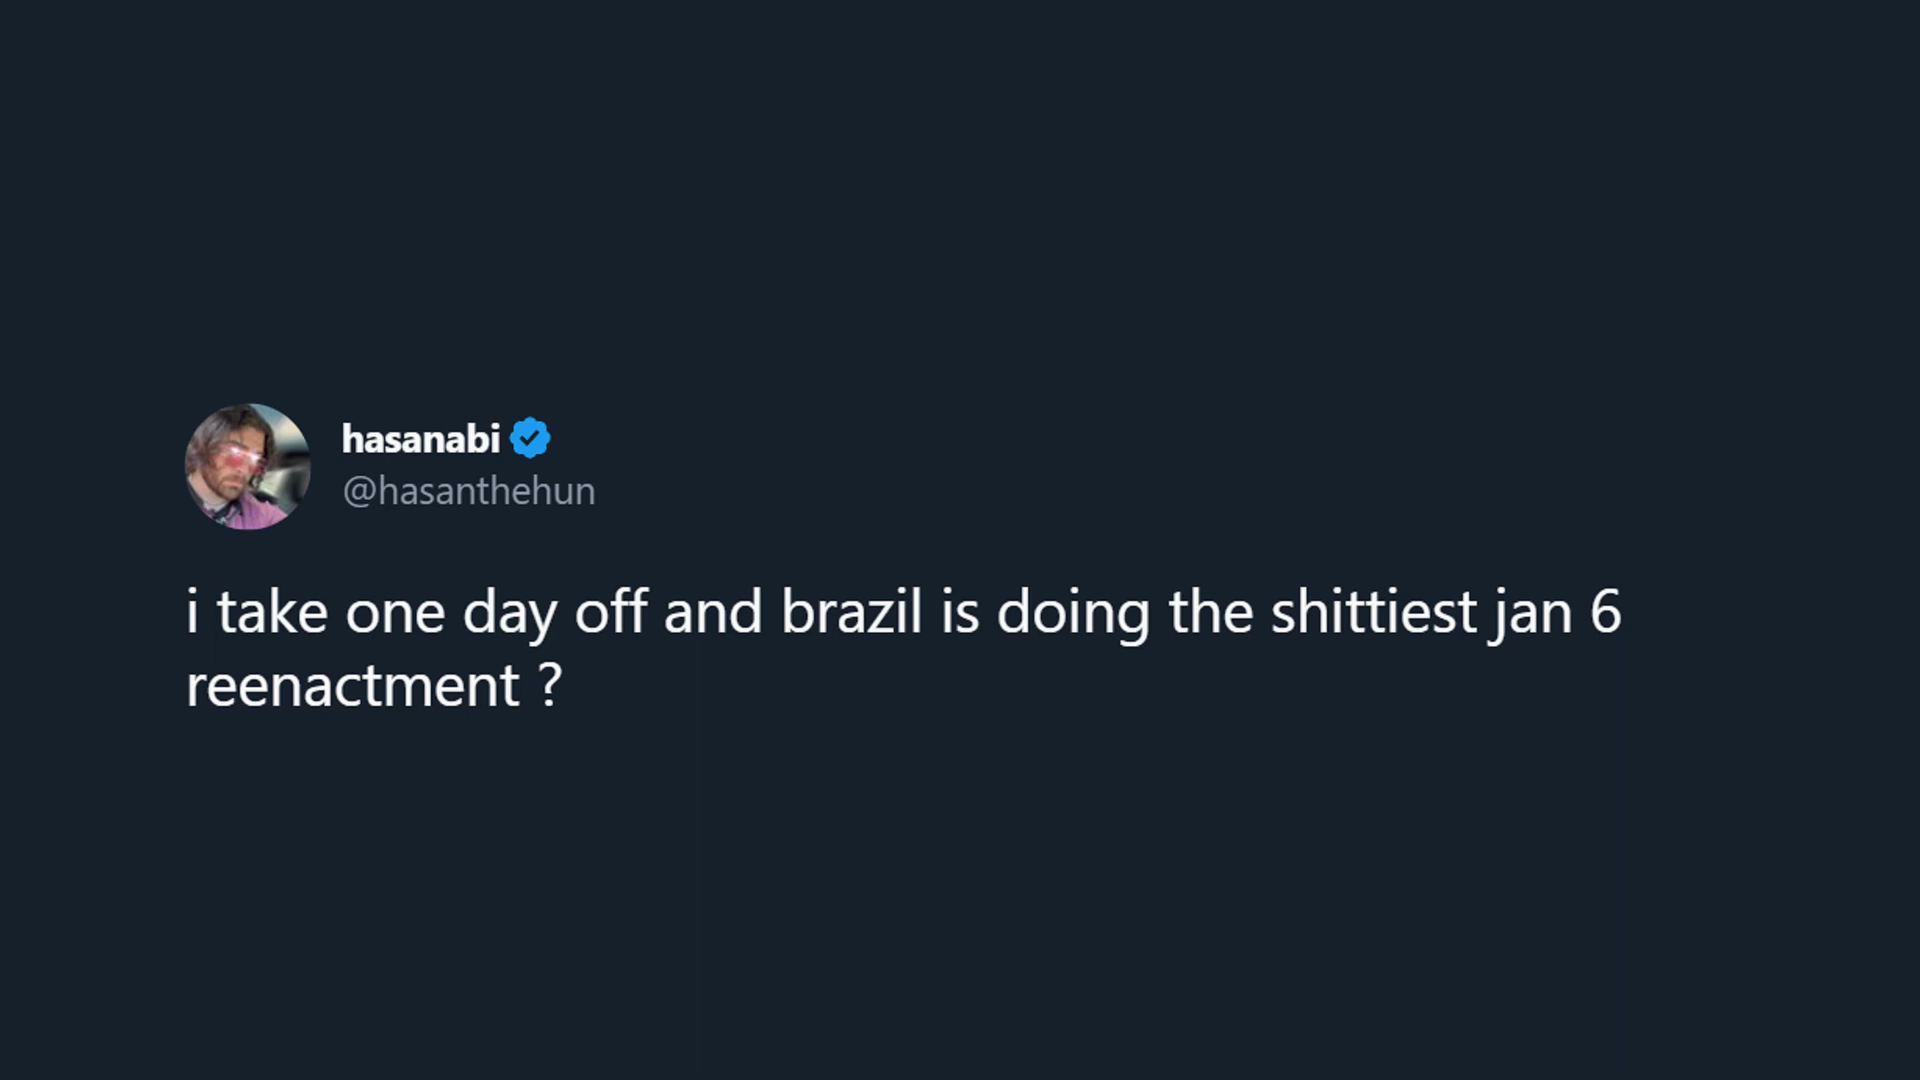 hasanabi
@hasanthehun
i take one day off and brazil is doing the shittiest jan 6
reenactment ?